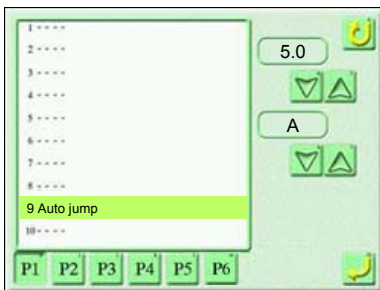 1 - - - -
2 - - - -
3 - - - -
4 - - - -
5 - - - -
6 - - - -
7 - - - -
8 - - - -
9 Auto jump
10 - - - -
5.0
A
P1 P2 P3 P4 P5 P6